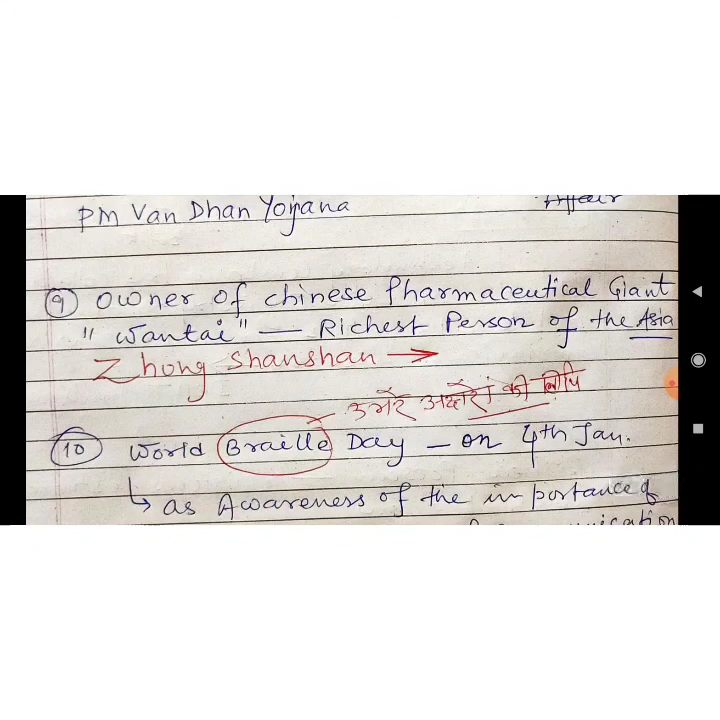 PM Van Dhan Yojana Affair
9 owner of chinese Pharmaceutical Giant
"Wantai" — Richest Person of the Asia
Zhong Shanshan →
उभरे अक्षरों की लिपि
10 World Braille Day — on 4th Jan.
↳ as Awareness of the importance of